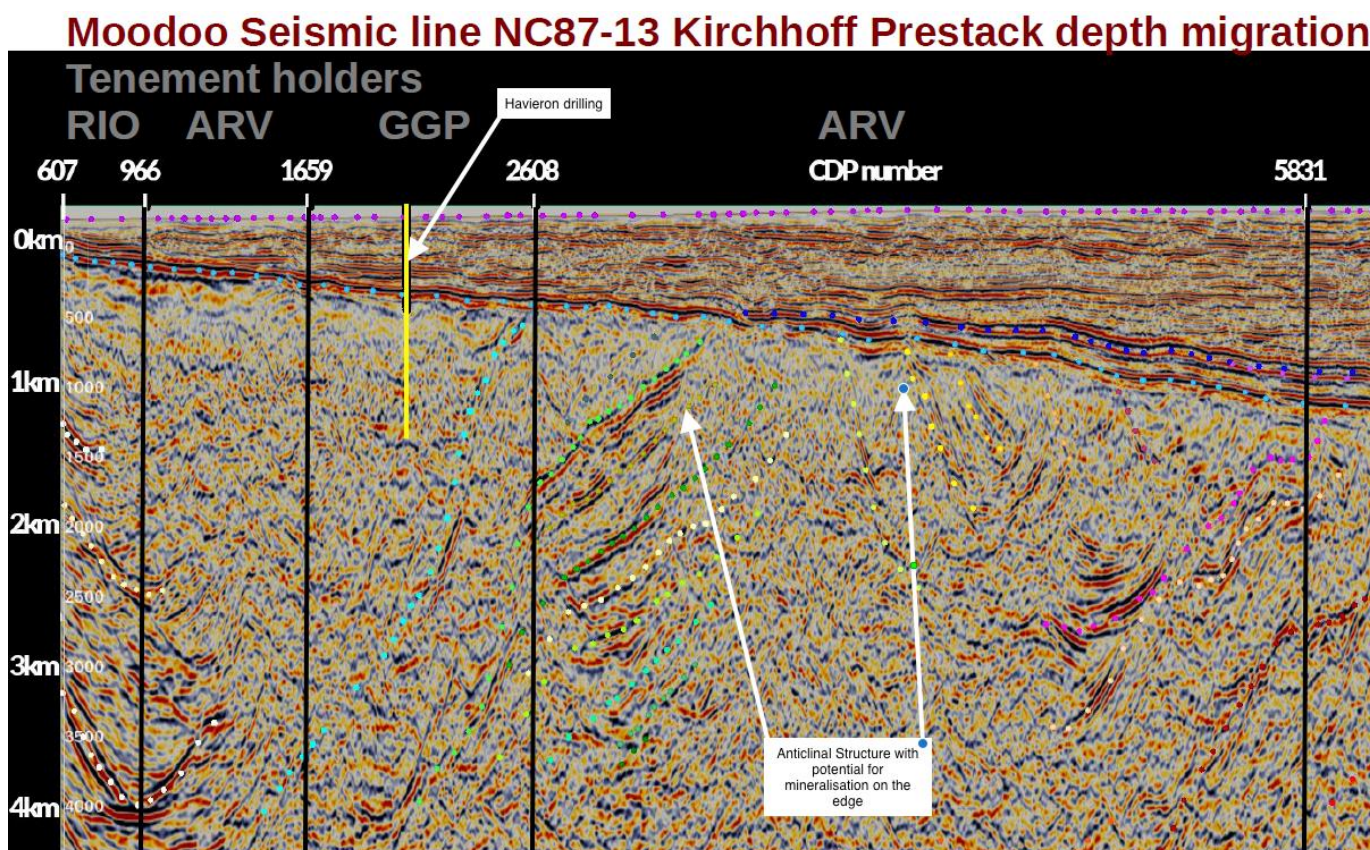 Moodoo Seismic line NC87-13 Kirchhoff Prestack depth migration
Tenement holders
Havieron drilling
RIO ARV GGP ARV
607 966 1659 2608 CDP number 5831
0km 0
500
1km 1000
1500
2km 2000
2500
3km 3000
3500
Anticlinal Structure with
potential for
mineralisation on the
edge
4km 4000